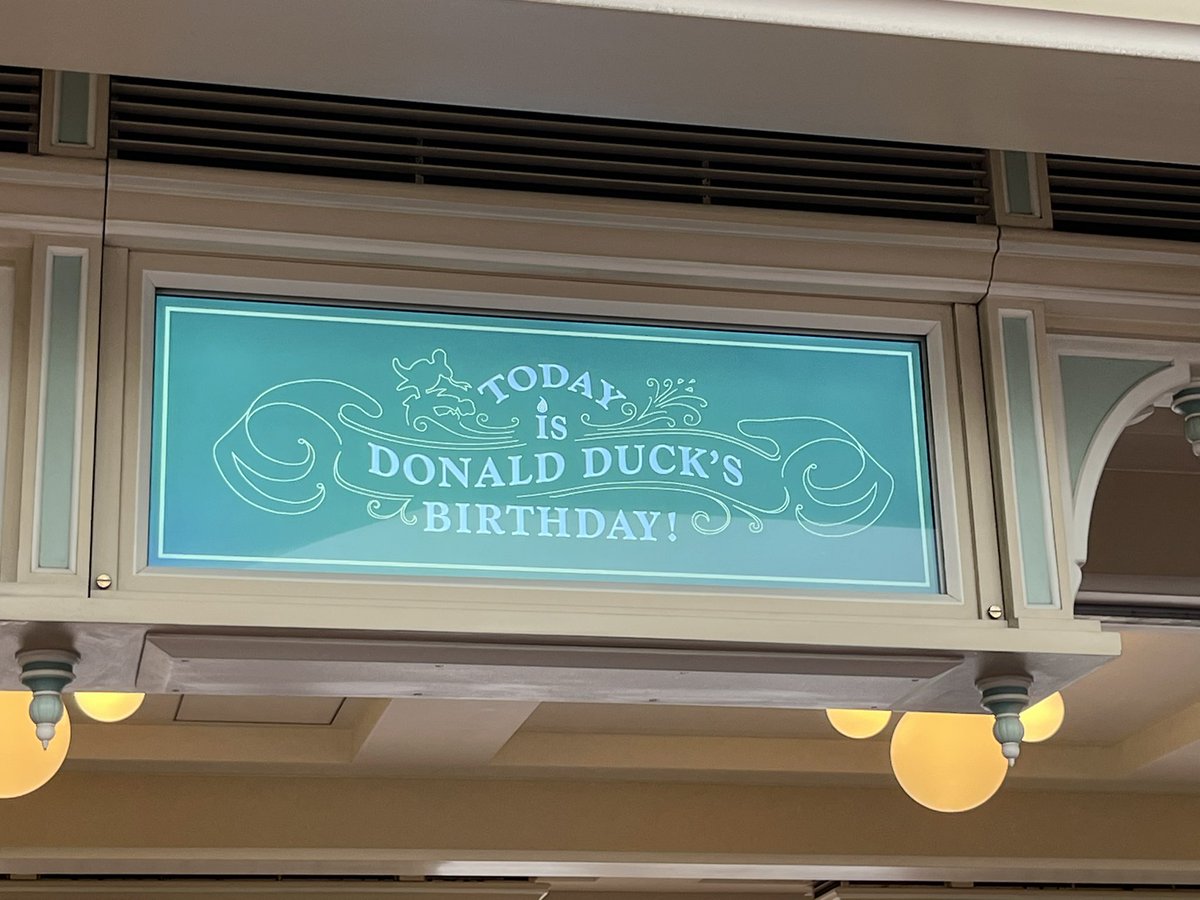 TODAY
iS
DONALD DUCK'S
BIRTHDAY!